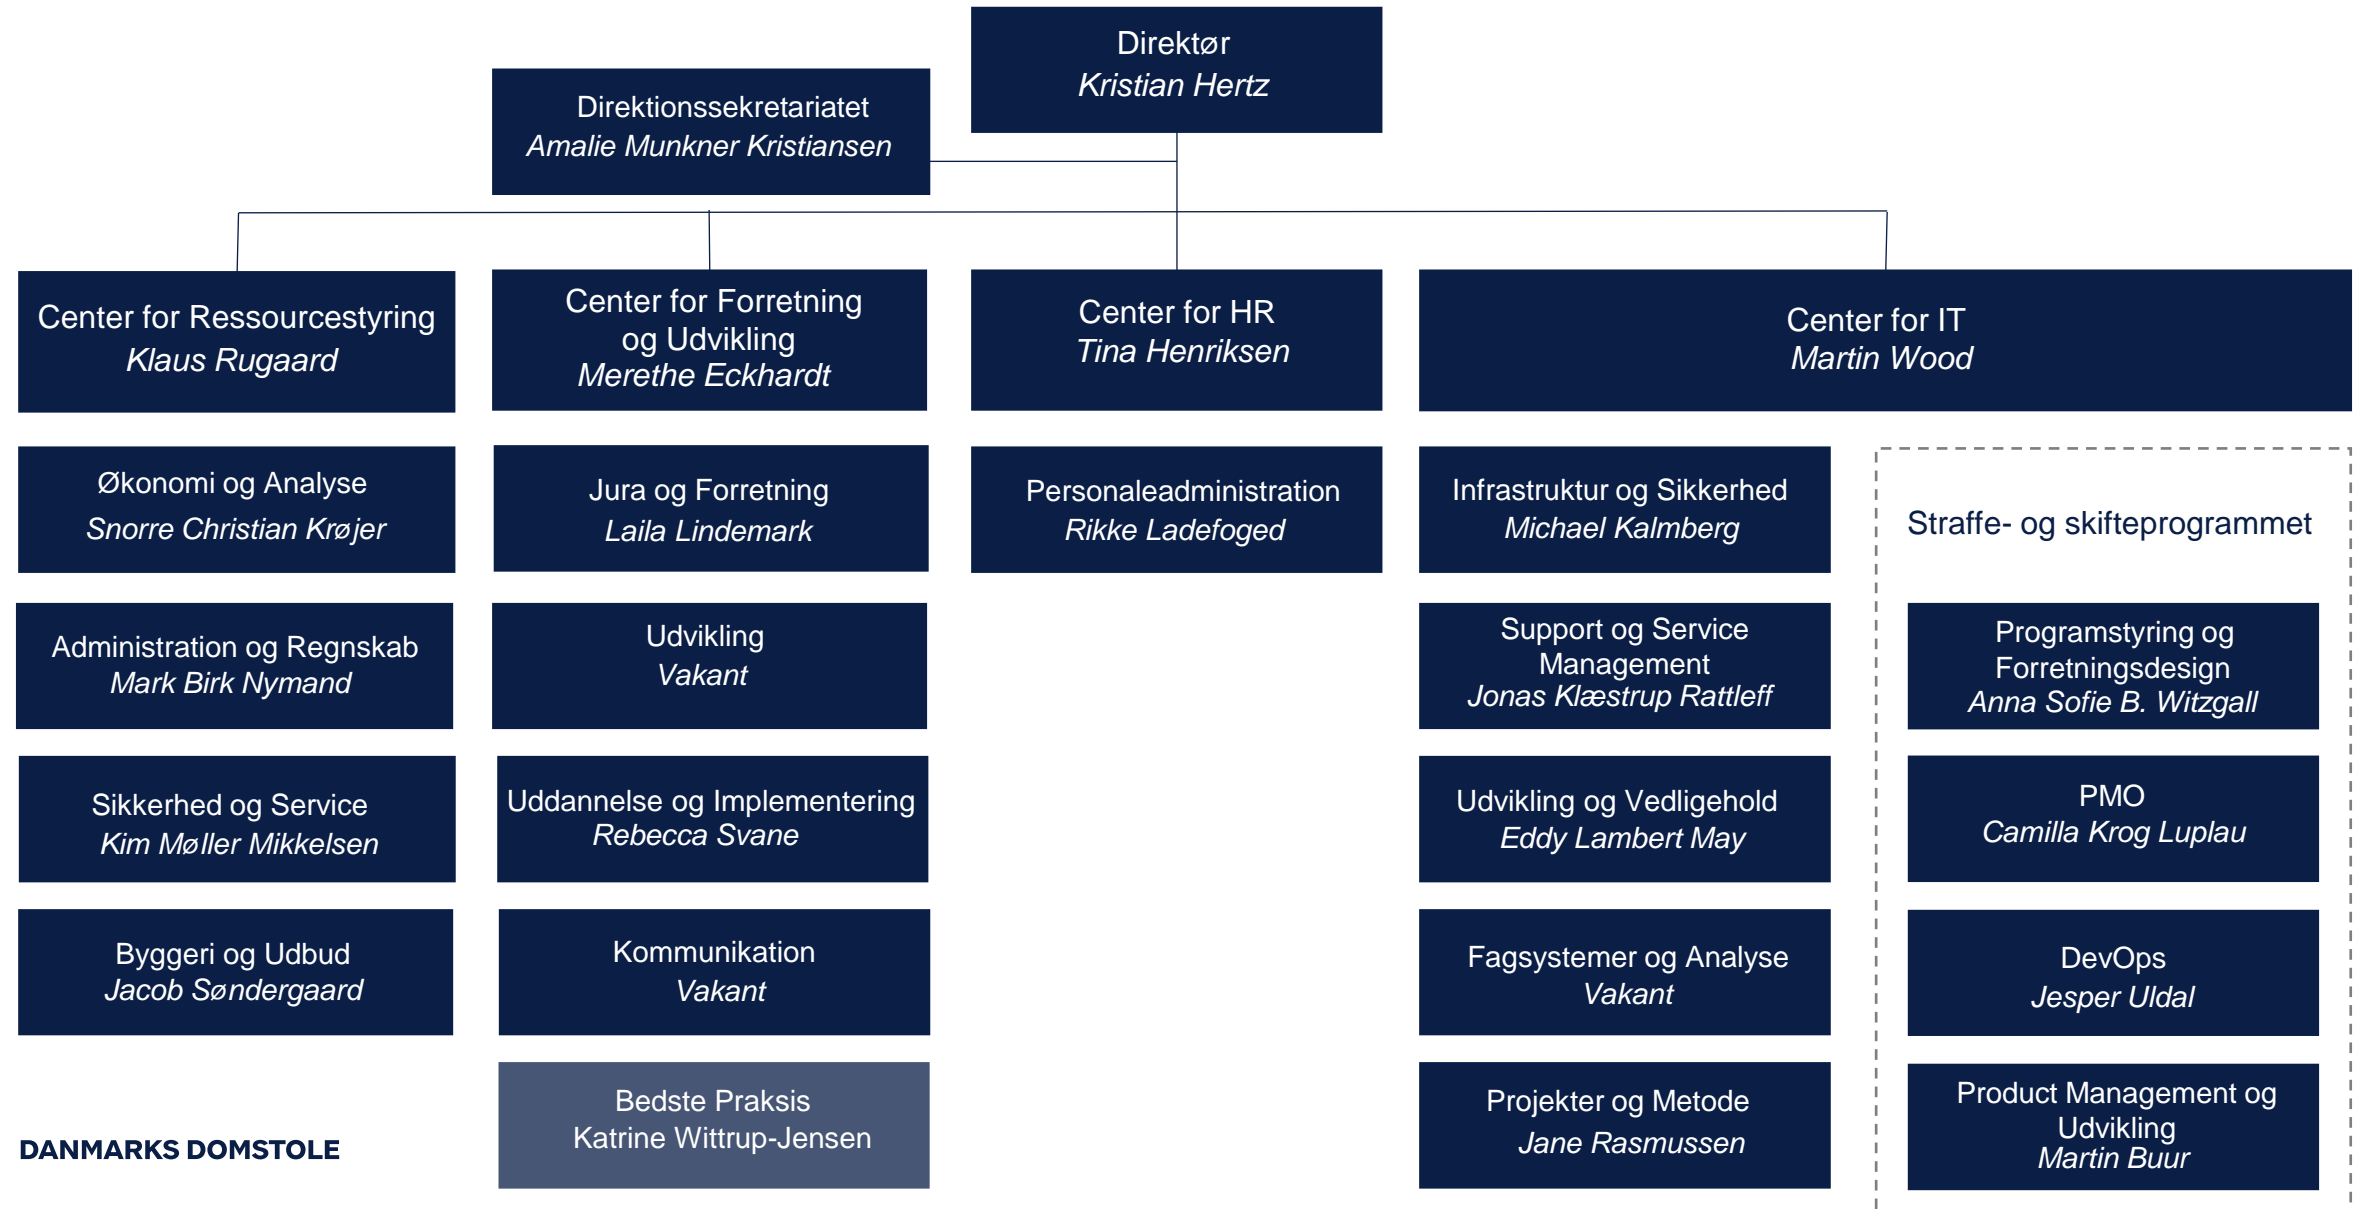 Direktør
Kristian Hertz
Direktionssekretariatet
Amalie Munkner Kristiansen
Center for Ressourcestyring
Klaus Rugaard
Center for Forretning
og Udvikling
Merethe Eckhardt
Center for HR
Tina Henriksen
Center for IT
Martin Wood
Økonomi og Analyse
Snorre Christian Krøjer
Administration og Regnskab
Mark Birk Nymand
Sikkerhed og Service
Kim Møller Mikkelsen
Byggeri og Udbud
Jacob Søndergaard
Jura og Forretning
Laila Lindemark
Udvikling
Vakant
Uddannelse og Implementering
Rebecca Svane
Kommunikation
Vakant
Bedste Praksis
Katrine Wittrup-Jensen
Personaleadministration
Rikke Ladefoged
Infrastruktur og Sikkerhed
Michael Kalmberg
Support og Service
Management
Jonas Klæstrup Rattleff
Udvikling og Vedligehold
Eddy Lambert May
Fagsystemer og Analyse
Vakant
Projekter og Metode
Jane Rasmussen
Straffe- og skifteprogrammet
Programstyring og
Forretningsdesign
Anna Sofie B. Witzgall
PMO
Camilla Krog Luplau
DevOps
Jesper Uldal
Product Management og
Udvikling
Martin Buur
DANMARKS DOMSTOLE